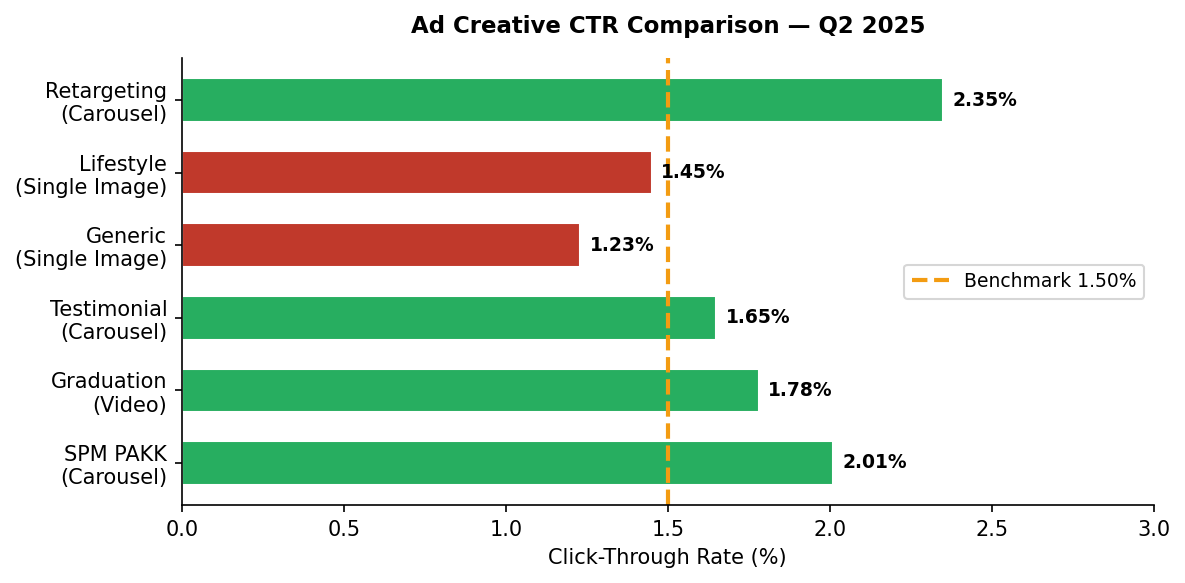 Ad Creative CTR Comparison — Q2 2025
Retargeting
(Carousel)
2.35%
Lifestyle
(Single Image)
1.45%
Generic
(Single Image)
1.23%
Benchmark 1.50%
Testimonial
(Carousel)
1.65%
Graduation
(Video)
1.78%
SPM PAKK
(Carousel)
2.01%
0.0 0.5 1.0 1.5 2.0 2.5 3.0
Click-Through Rate (%)